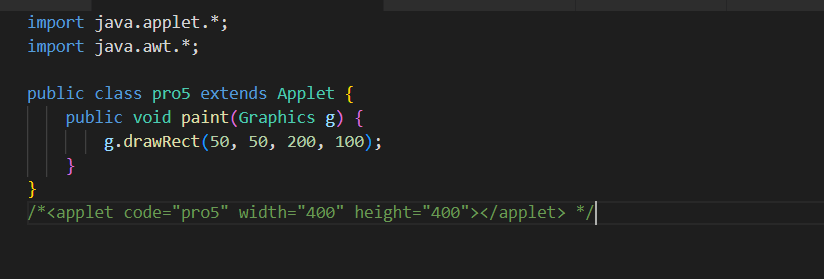 import java.applet.*;
import java.awt.*;

public class pro5 extends Applet {
    public void paint(Graphics g) {
        g.drawRect(50, 50, 200, 100);
    }
}
/*<applet code="pro5" width="400" height="400"></applet> */